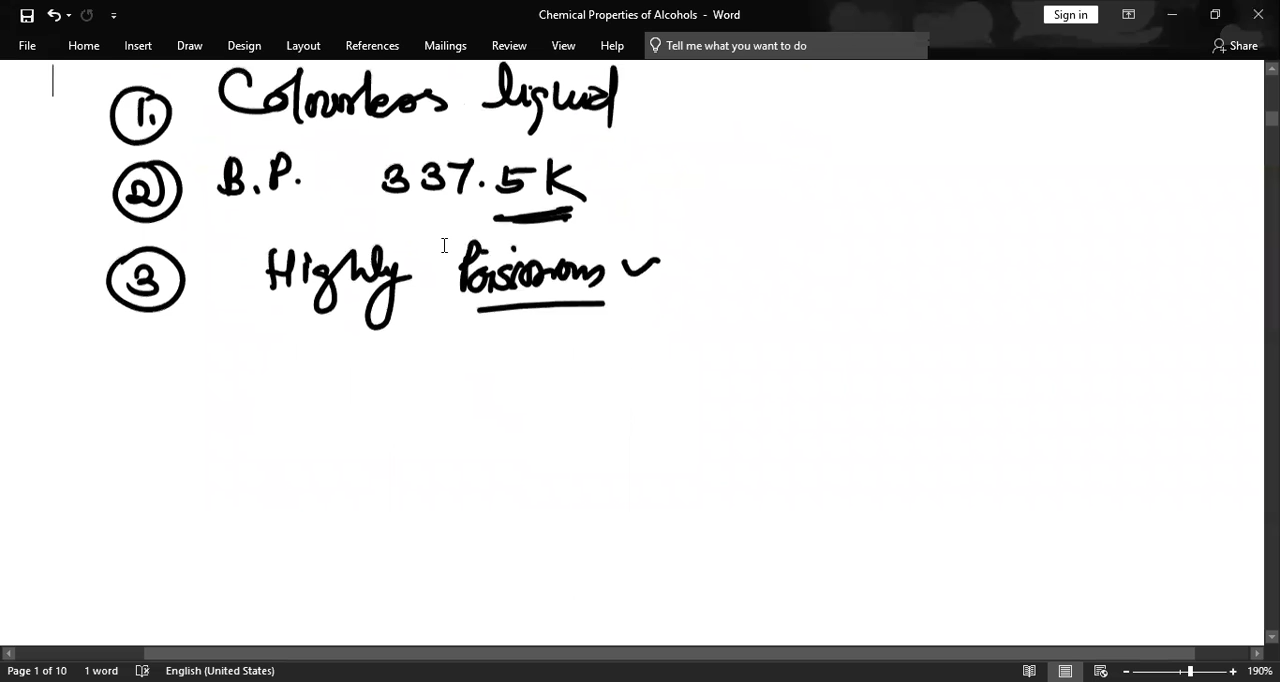 Chemical Properties of Alcohols - Word
Sign in
File Home Insert Draw Design Layout References Mailings Review View Help Tell me what you want to do Share
1. Colourless liquid
2 B.P. 337.5K
3 Highly Poisionous
Page 1 of 10 1 word English (United States) 190%